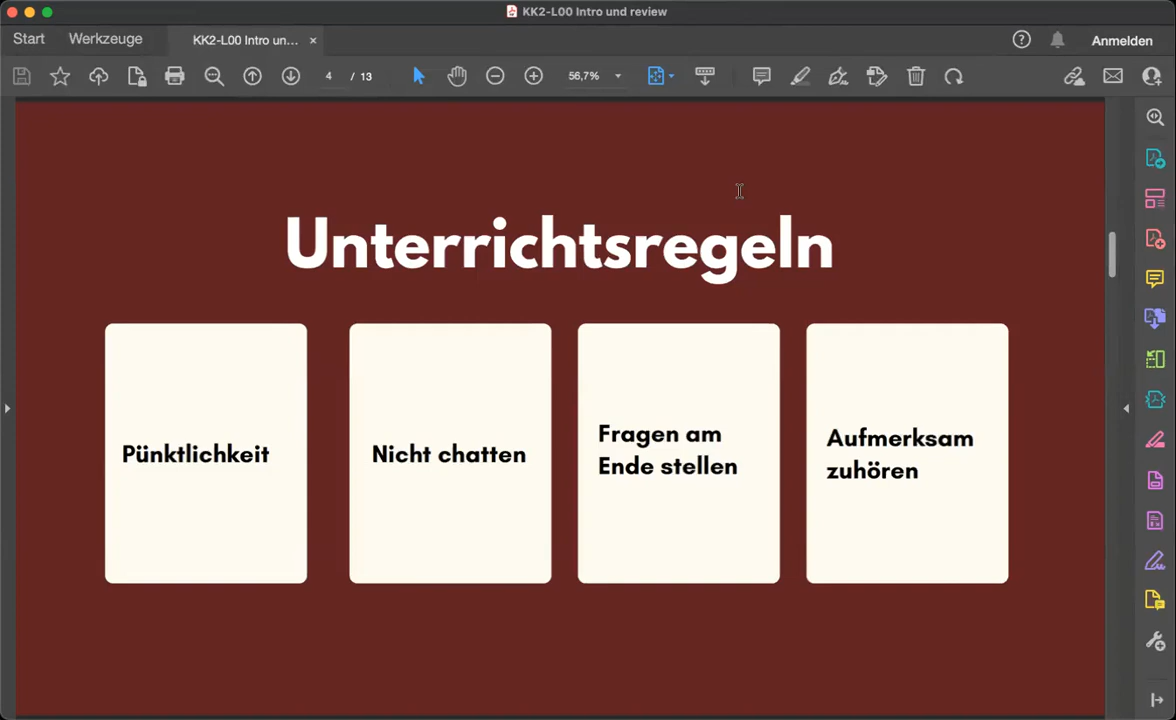 KK2-L00 Intro und review
Start
Werkzeuge
KK2-L00 Intro un...
Anmelden
4 / 13
56,7%
Unterrichtsregeln
Pünktlichkeit
Nicht chatten
Fragen am
Ende stellen
Aufmerksam
zuhören